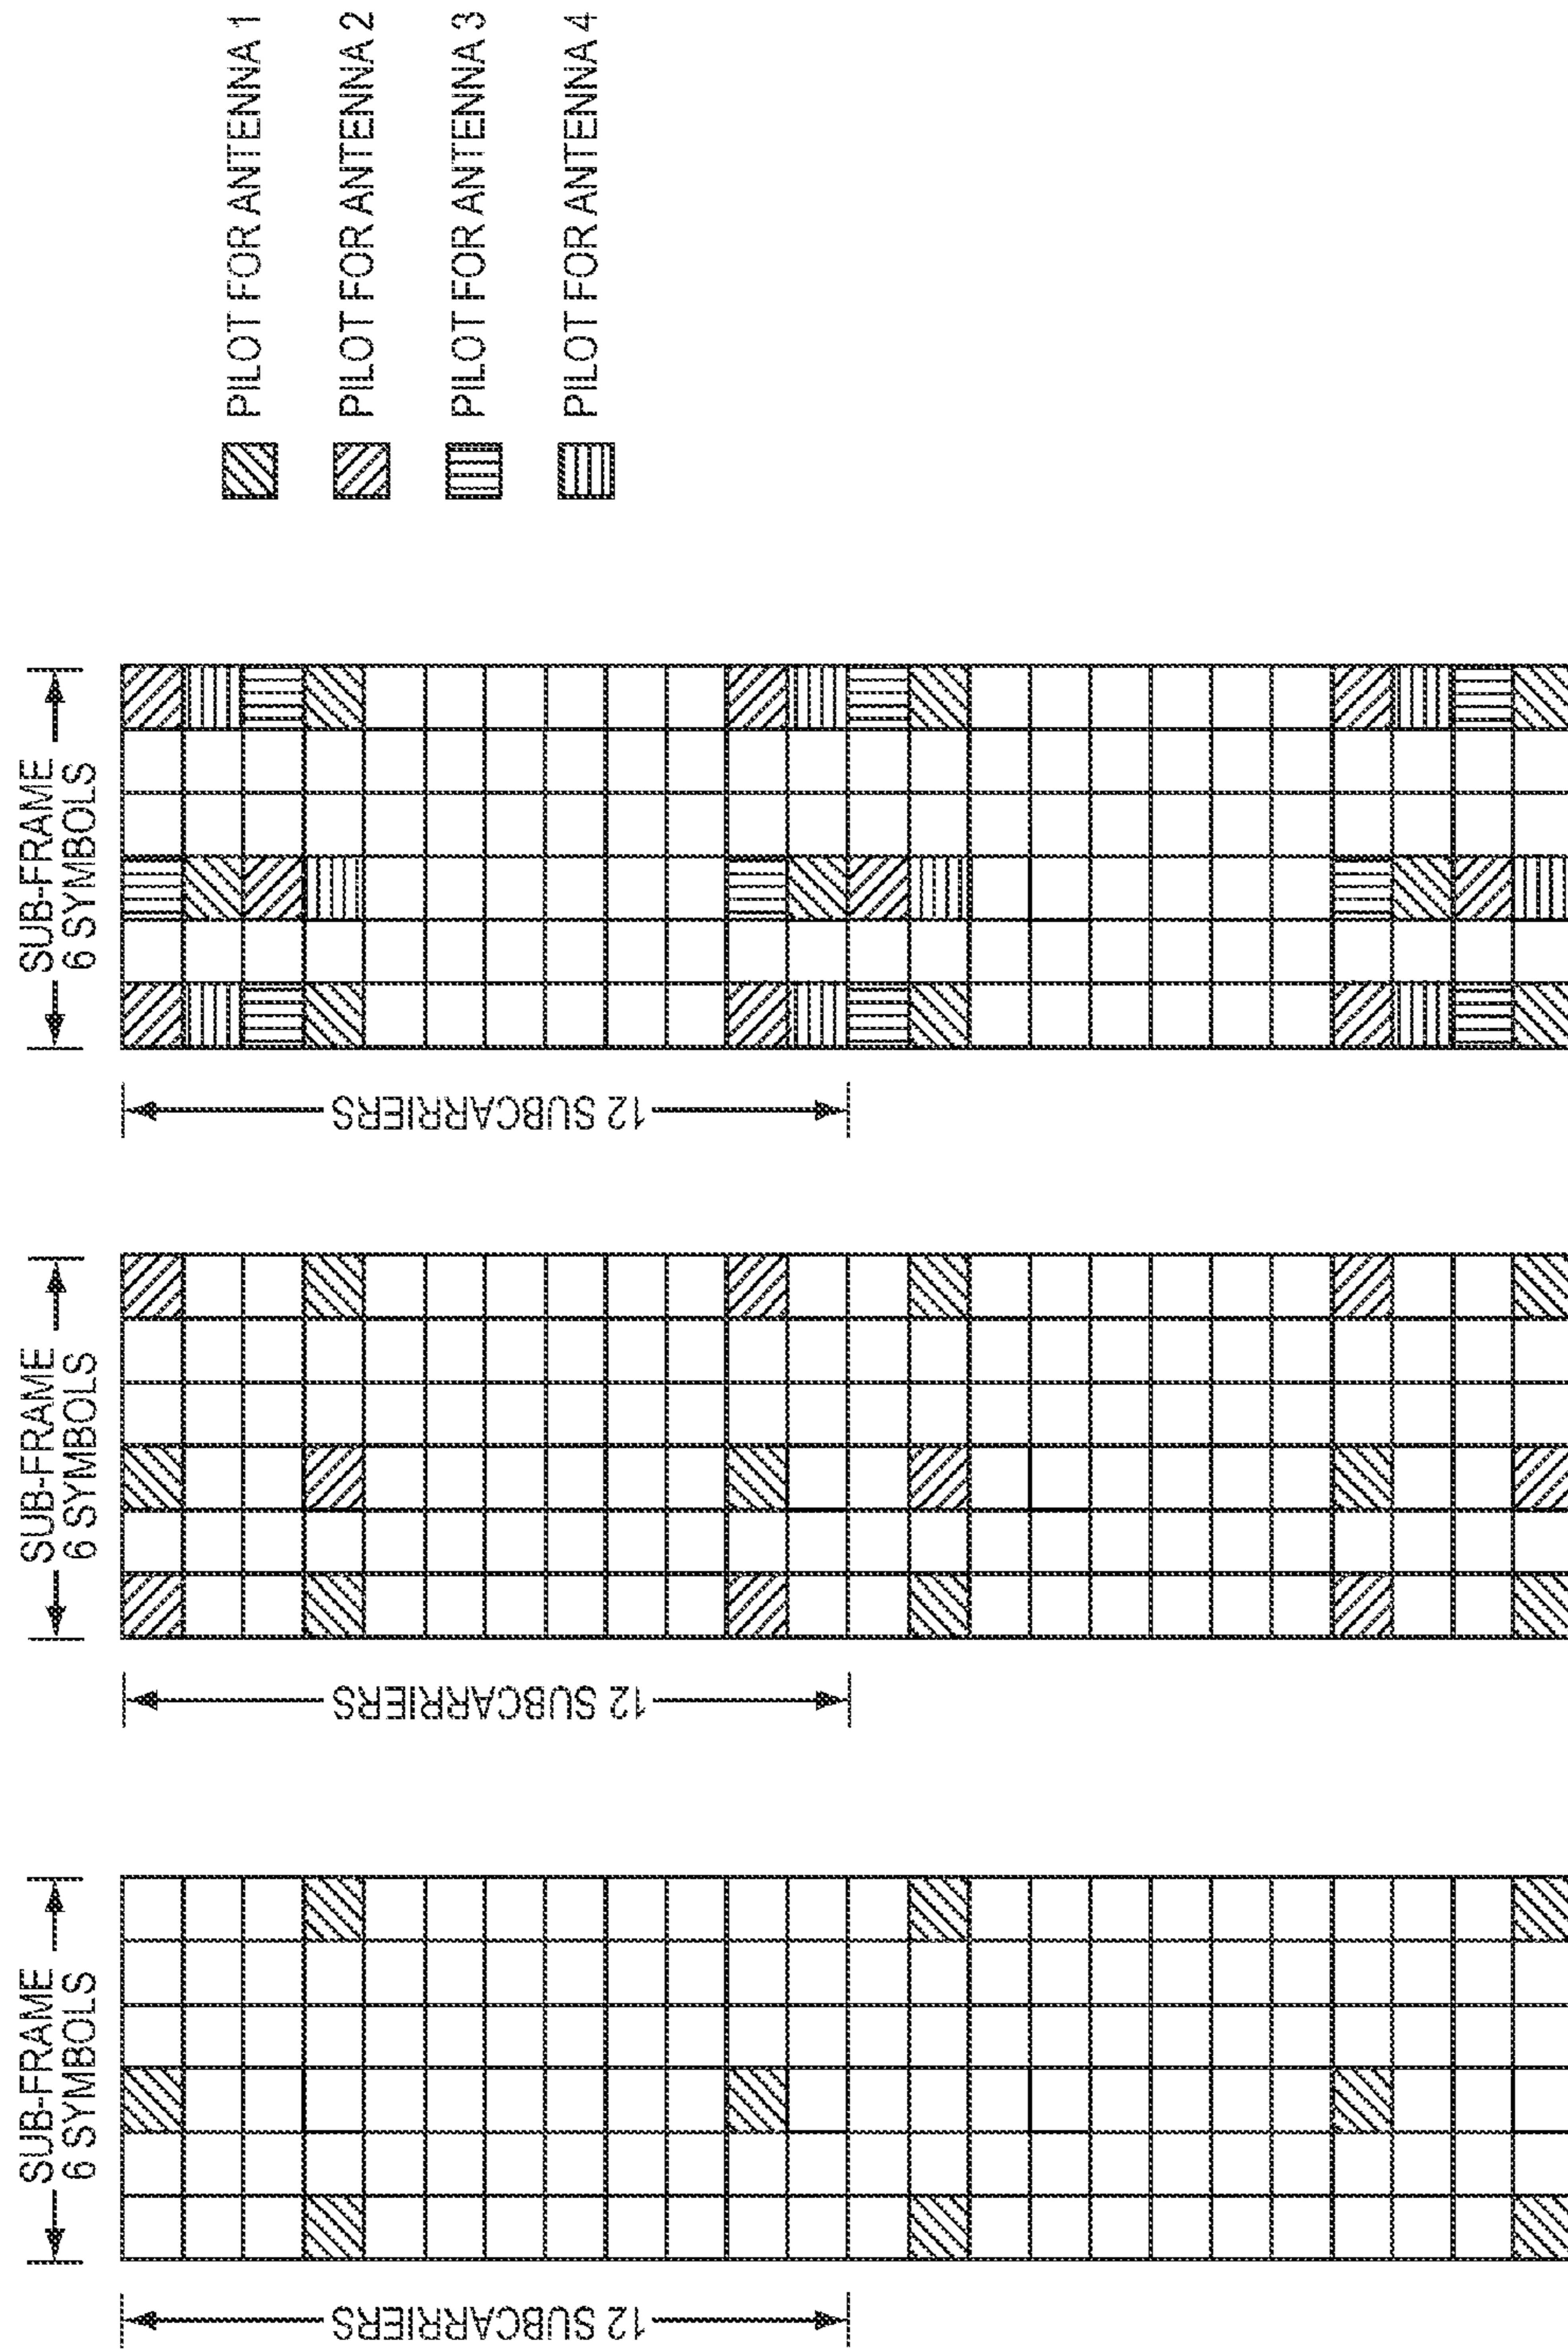 SUB-FRAME
6 SYMBOLS
12 SUBCARRIERS
SUB-FRAME
6 SYMBOLS
12 SUBCARRIERS
SUB-FRAME
6 SYMBOLS
12 SUBCARRIERS
PILOT FOR ANTENNA 1
PILOT FOR ANTENNA 2
PILOT FOR ANTENNA 3
PILOT FOR ANTENNA 4